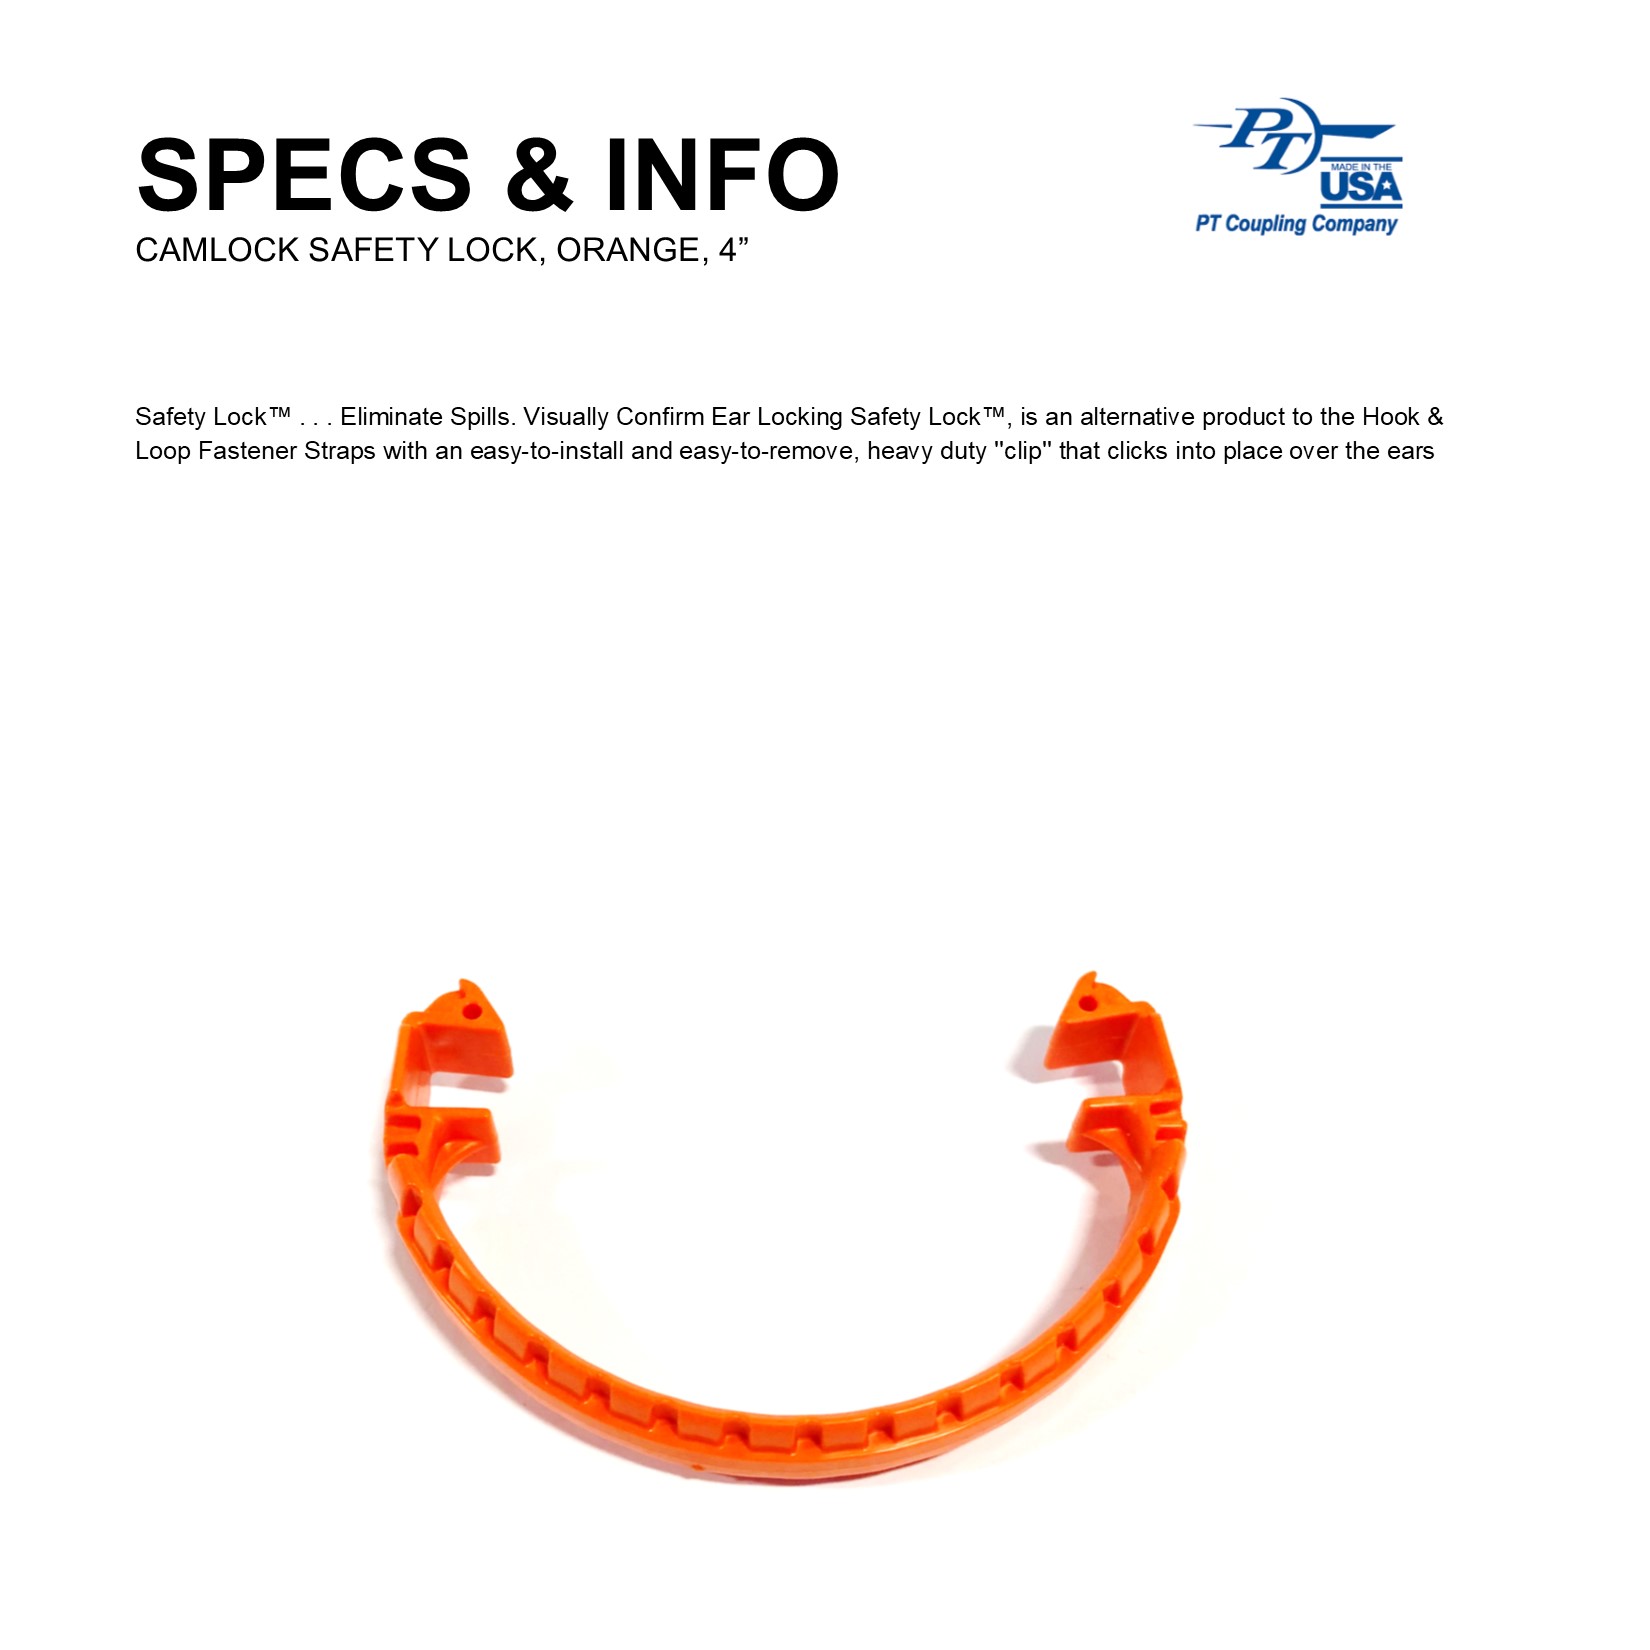 SPECS & INFO
CAMLOCK SAFETY LOCK, ORANGE, 4”
PT
MADE IN THE
USA
PT Coupling Company
Safety Lock™ . . . Eliminate Spills. Visually Confirm Ear Locking Safety Lock™, is an alternative product to the Hook &
Loop Fastener Straps with an easy-to-install and easy-to-remove, heavy duty "clip" that clicks into place over the ears